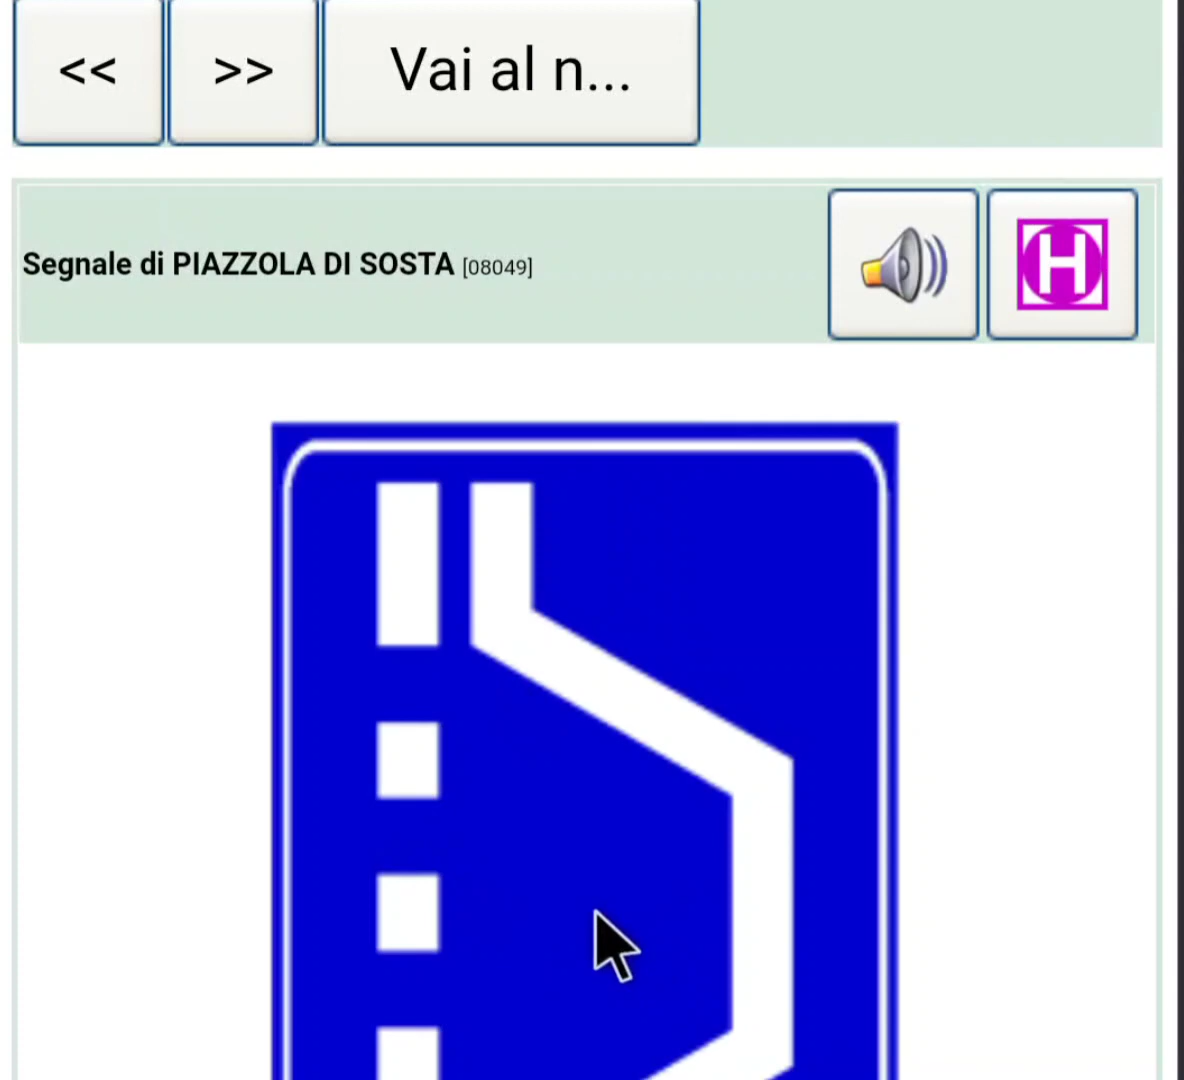 << >> Vai al n...
Segnale di PIAZZOLA DI SOSTA [08049]
H